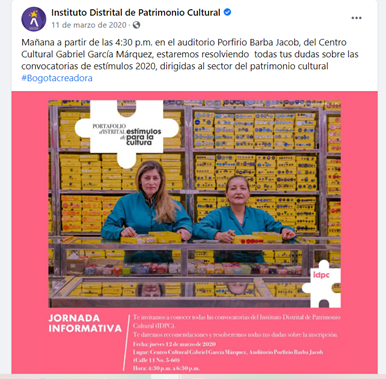 Instituto Distrital de Patrimonio Cultural
11 de marzo de 2020
Mañana a partir de las 4:30 p.m. en el auditorio Porfirio Barba Jacob, del Centro
Cultural Gabriel García Márquez, estaremos resolviendo todas tus dudas sobre las
convocatorias de estímulos 2020, dirigidas al sector del patrimonio cultural
#Bogotacreadora
PORTAFOLIO
DISTRITAL estímulos
de para la
cultura
idpc
JORNADA
INFORMATIVA
Te invitamos a conocer todas las convocatorias del Instituto Distrital de Patrimonio
Cultural (IDPC).
Te daremos recomendaciones y resolveremos todas tus dudas sobre la inscripción.
Fecha: jueves 12 de marzo de 2020
Lugar: Centro Cultural Gabriel García Márquez, Auditorio Porfirio Barba Jacob
(Calle 11 No. 5-60)
Hora: 4:30 p.m. a 6:30 p.m.